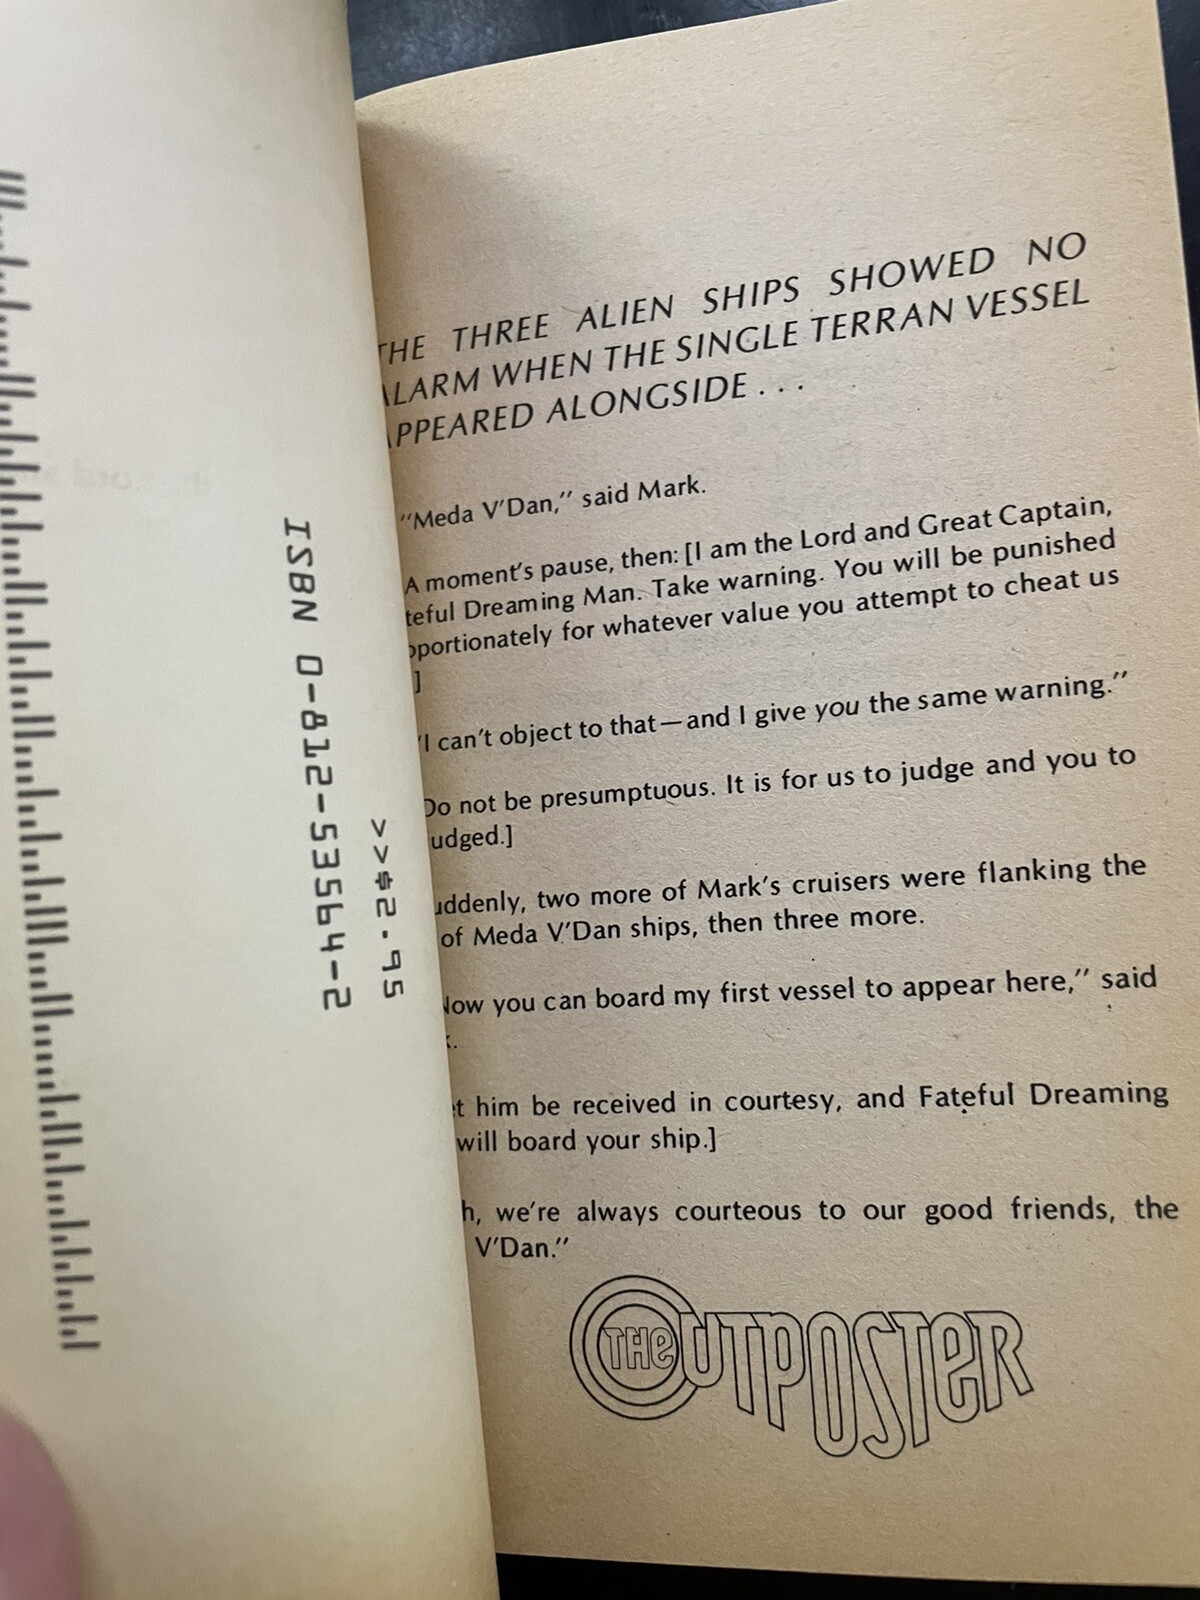 ISBN 0-812-53564-2
>>$2.95
THE THREE ALIEN SHIPS SHOWED NO
ALARM WHEN THE SINGLE TERRAN VESSEL
APPEARED ALONGSIDE . . .
"Meda V'Dan," said Mark.
A moment's pause, then: [I am the Lord and Great Captain,
Dreaming Man. Take warning. You will be punished
for whatever value you attempt to cheat us
]
"I can't object to that—and I give you the same warning."
Do not be presumptuous. It is for us to judge and you to
judged.]
two more of Mark's cruisers were flanking the
of Meda V'Dan ships, then three more.
you can board my first vessel to appear here," said
him be received in courtesy, and Fateful Dreaming
will board your ship.]
we're always courteous to our good friends, the
V'Dan."
THE OUTPOSTER